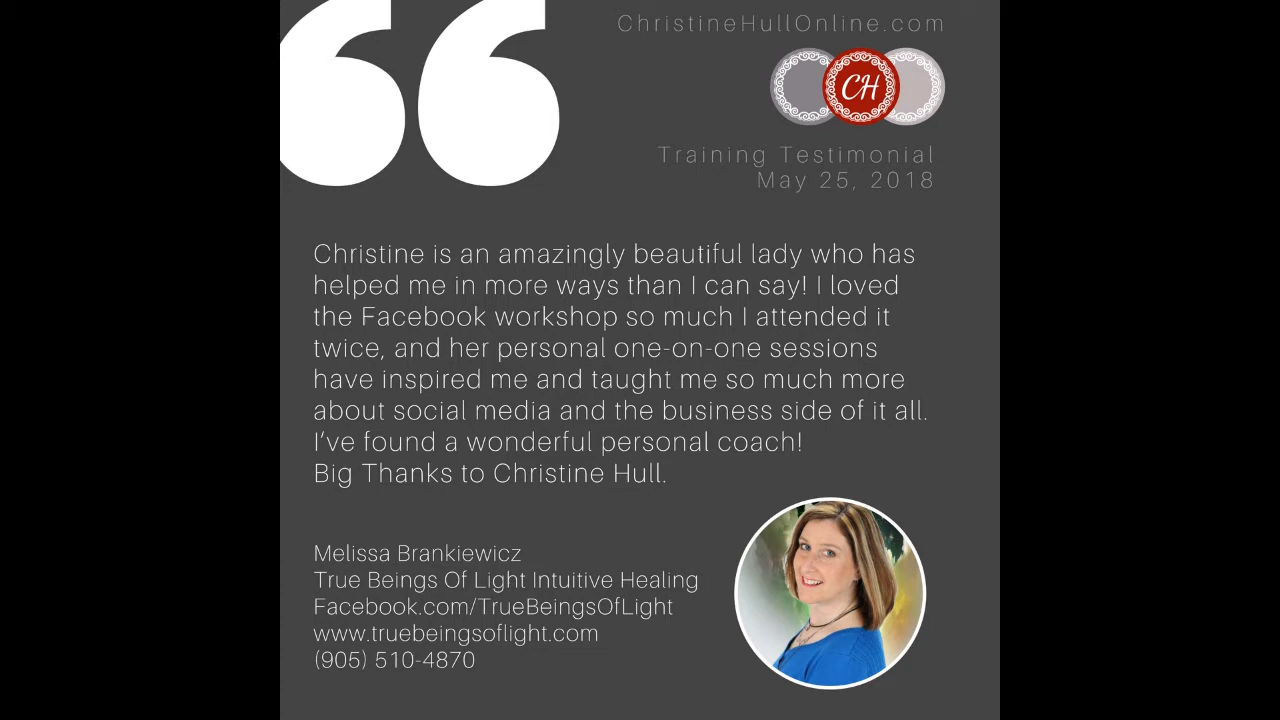 ChristineHullOnline.com
CH
Training Testimonial
May 25, 2018
Christine is an amazingly beautiful lady who has
helped me in more ways than I can say! I loved
the Facebook workshop so much I attended it
twice, and her personal one-on-one sessions
have inspired me and taught me so much more
about social media and the business side of it all.
I’ve found a wonderful personal coach!
Big Thanks to Christine Hull.
Melissa Brankiewicz
True Beings Of Light Intuitive Healing
Facebook.com/TrueBeingsOfLight
www.truebeingsoflight.com
(905) 510-4870